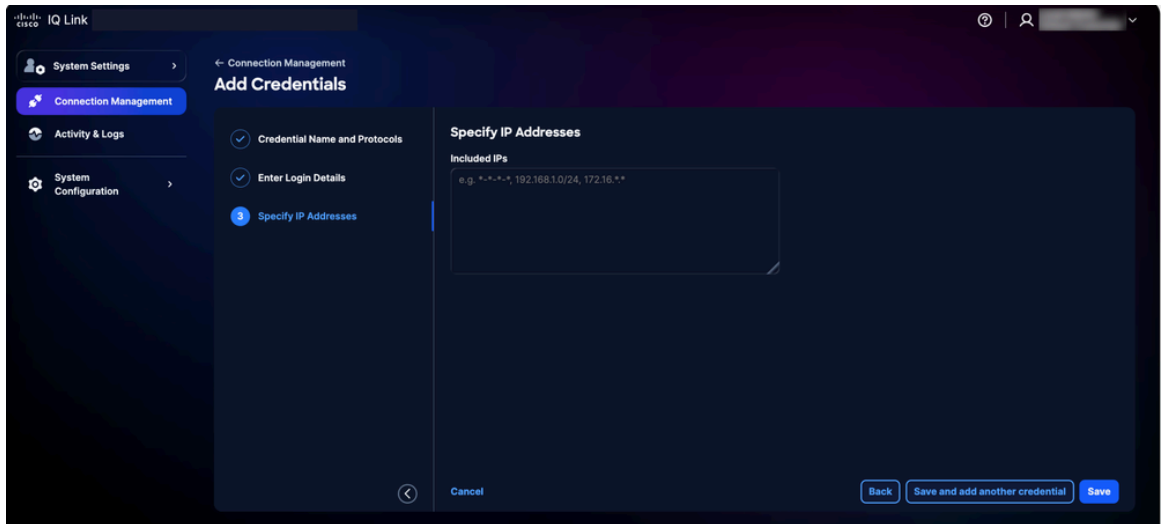 cisco IQ Link
System Settings
← Connection Management
Add Credentials
Connection Management
Activity & Logs
System
Configuration
Credential Name and Protocols
Enter Login Details
3 Specify IP Addresses
Specify IP Addresses
Included IPs
e.g. *-*-*-*, 192.168.1.0/24, 172.16.*.*
Cancel
Back
Save and add another credential
Save